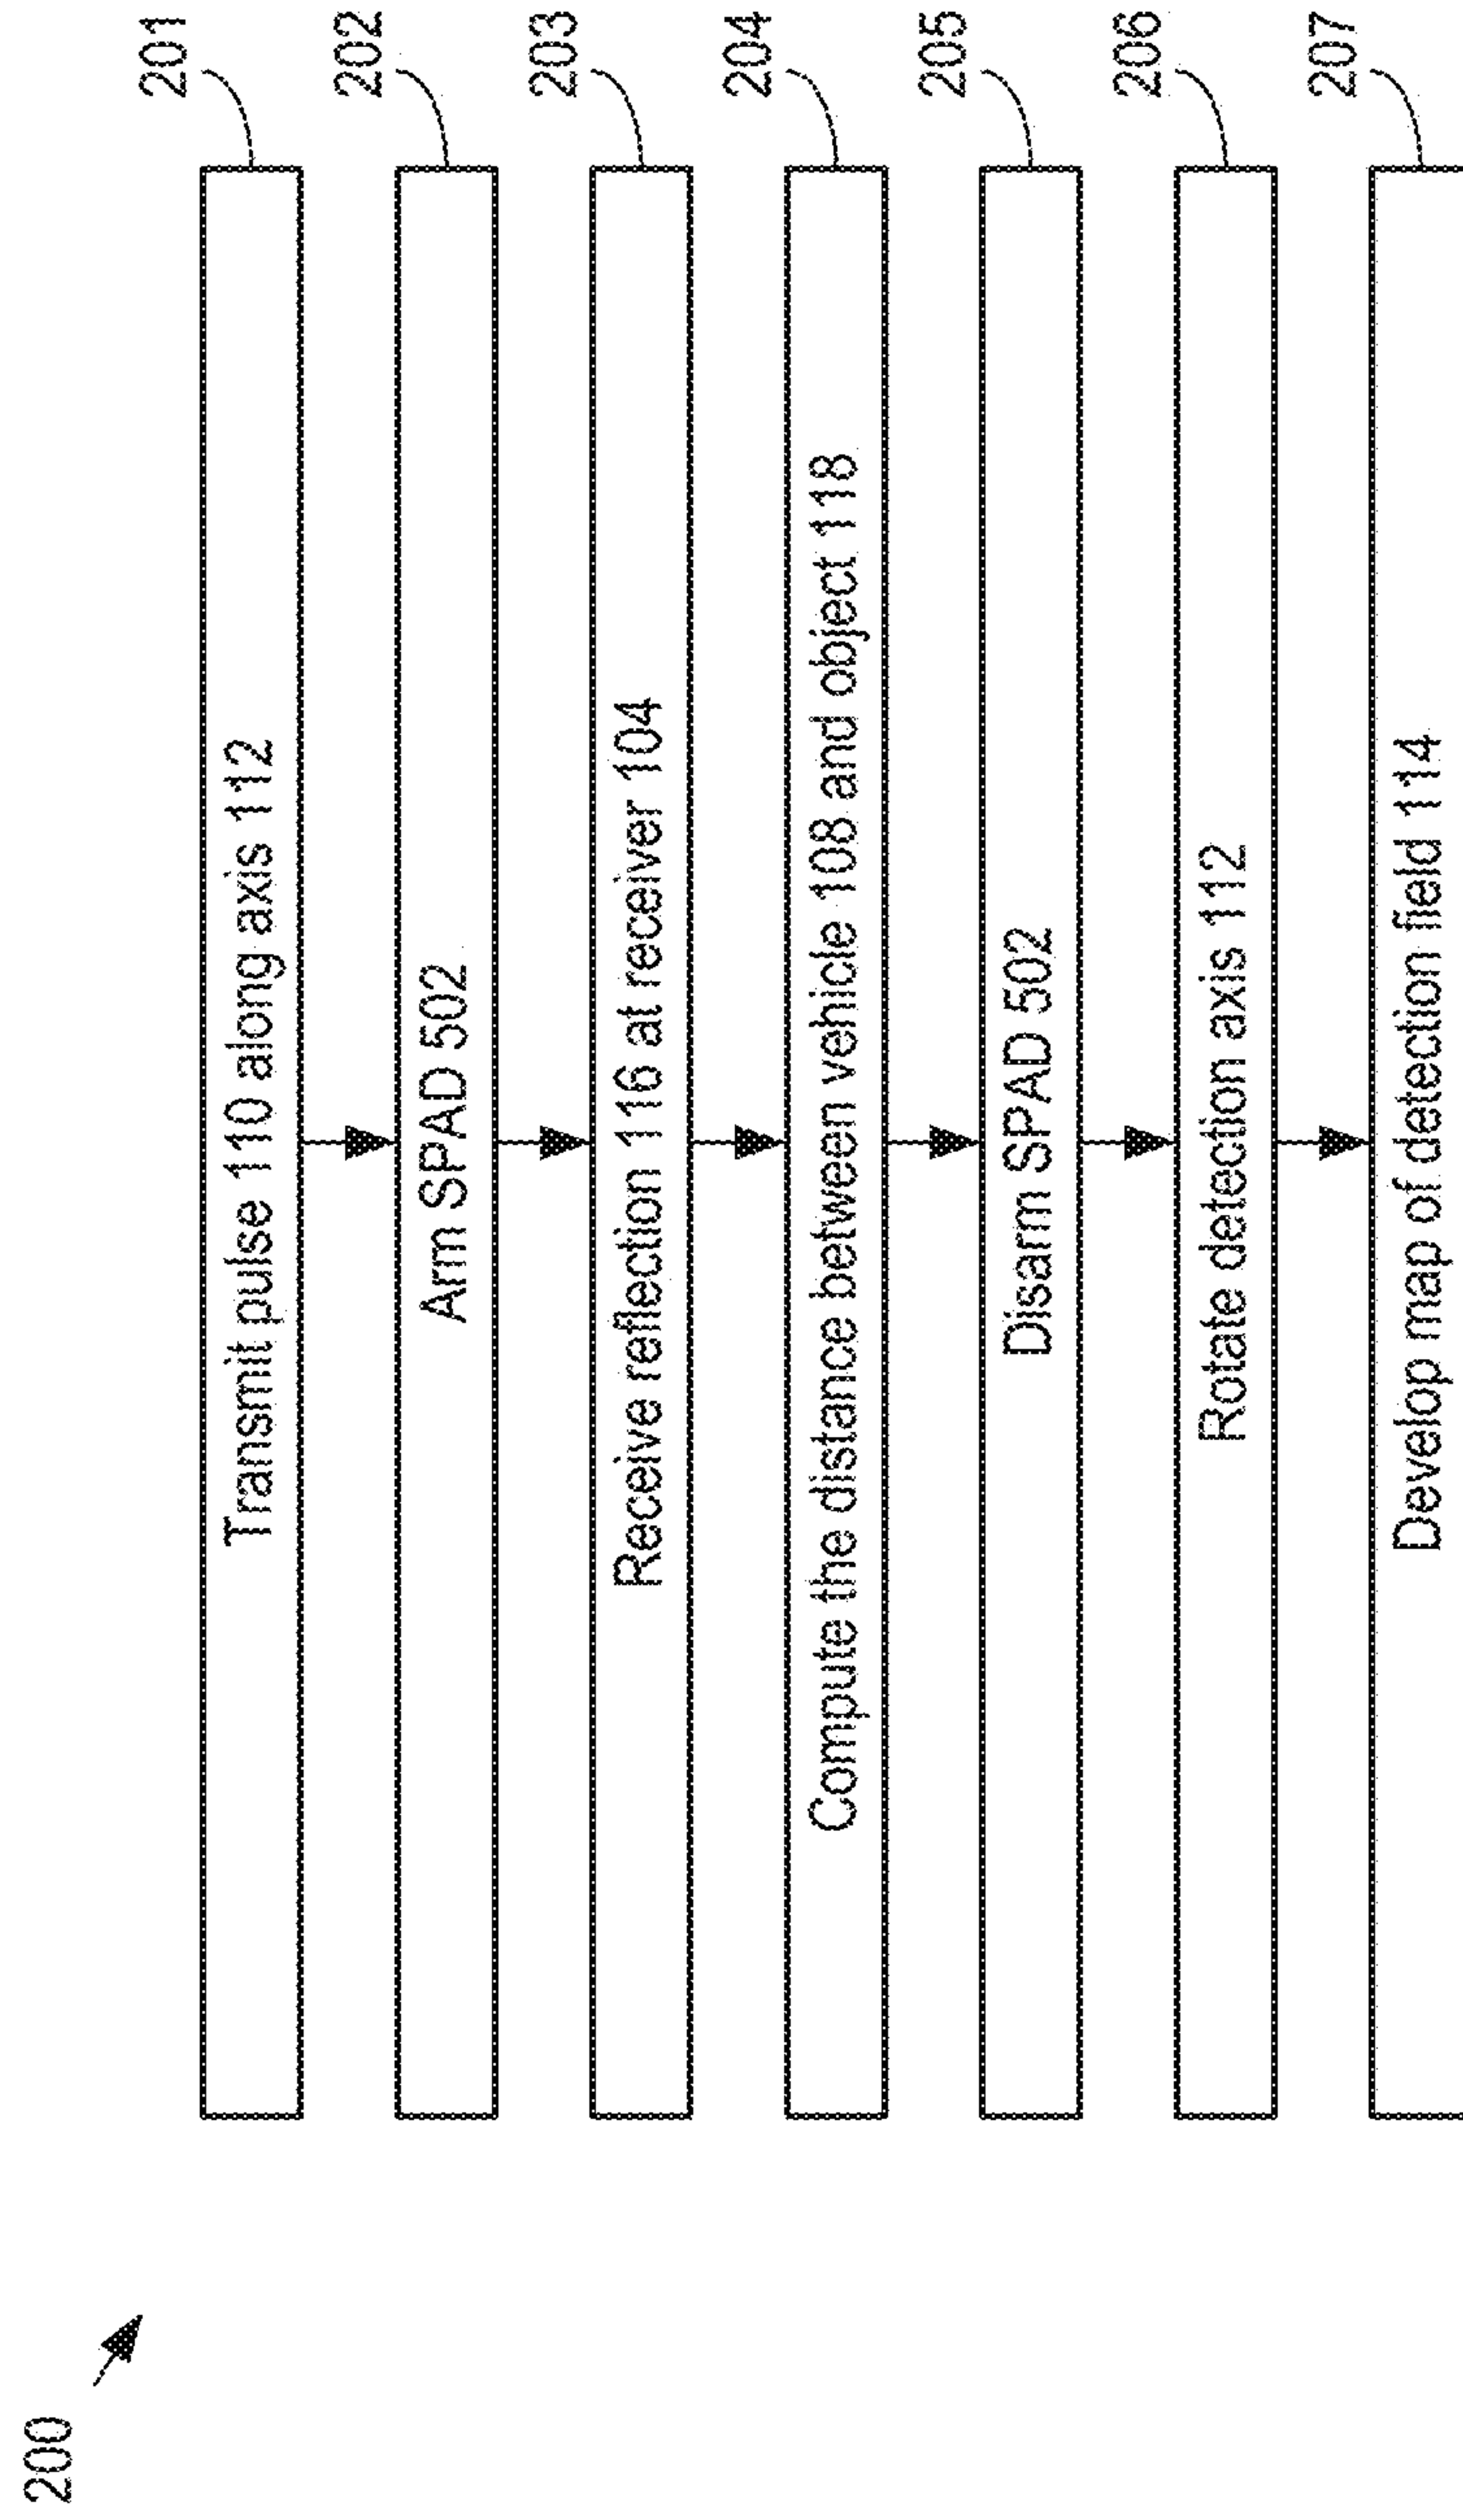 200
201
Transmit pulse 110 along axis 112
202
Arm SPAD 502
203
Receive reflection 116 at receiver 104
204
Compute the distance between vehicle 108 and object 118
205
Disarm SPAD 502
206
Rotate detection axis 112
207
Develop map of detection field 114